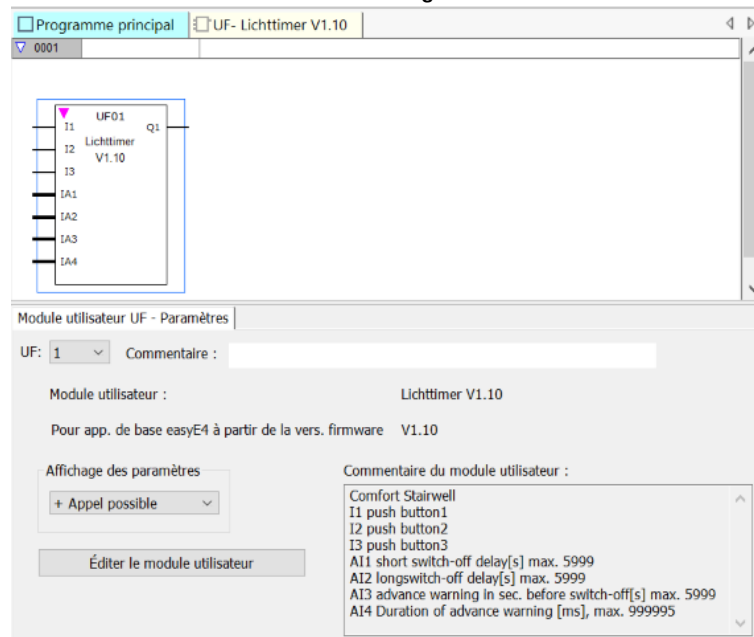 Programme principal
UF- Lichttimer V1.10
0001
UF01
I1
Q1
I2
Lichttimer
V1.10
I3
IA1
IA2
IA3
IA4
Module utilisateur UF - Paramètres
UF: 1 Commentaire :
Module utilisateur : Lichttimer V1.10
Pour app. de base easyE4 à partir de la vers. firmware V1.10
Affichage des paramètres
+ Appel possible
Éditer le module utilisateur
Commentaire du module utilisateur :
Comfort Stairwell
I1 push button1
I2 push button2
I3 push button3
AI1 short switch-off delay[s] max. 5999
AI2 longswitch-off delay[s] max. 5999
AI3 advance warning in sec. before switch-off[s] max. 5999
AI4 Duration of advance warning [ms], max. 999995